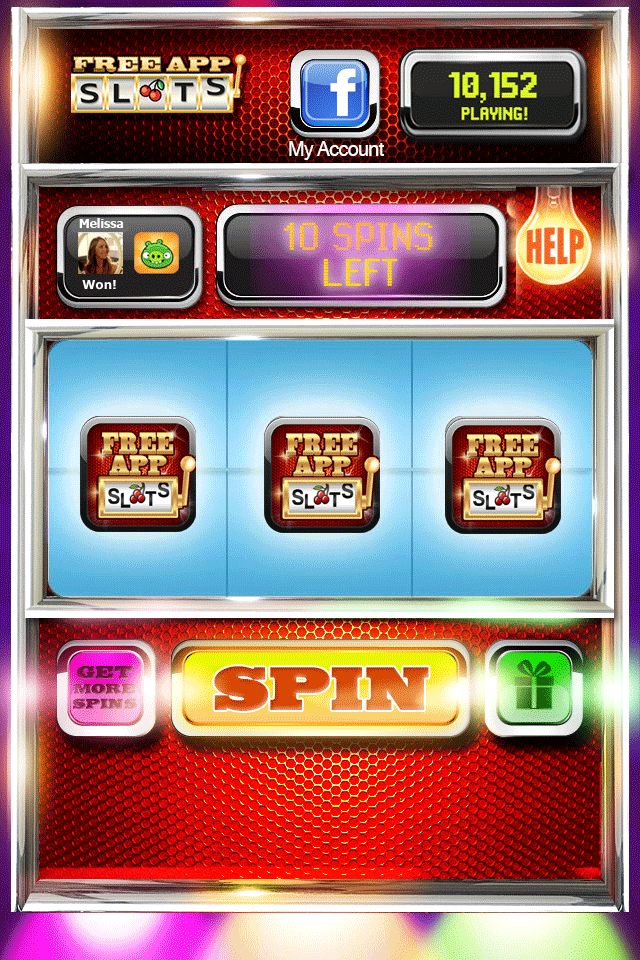 FREE APP
SLOTS
f
My Account
10,152
PLAYING!
Melissa
Won!
10 SPINS
LEFT
HELP
FREE
APP
SLOTS
FREE
APP
SLOTS
FREE
APP
SLOTS
GET
MORE
SPINS
SPIN